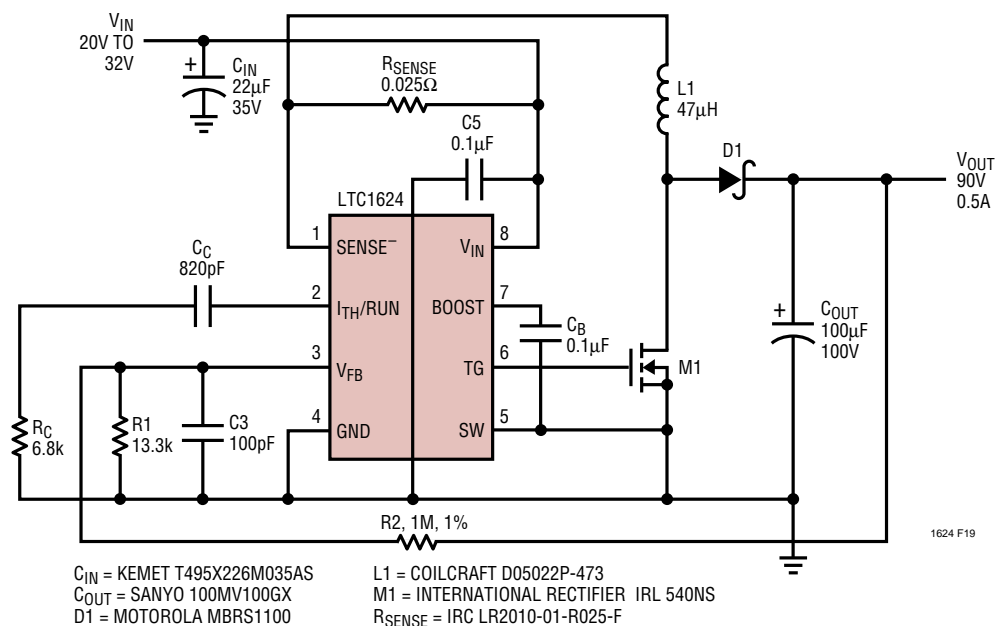 VIN
20V TO
32V
+
CIN
22µF
35V
RSENSE
0.025Ω
C5
0.1µF
L1
47µH
D1
VOUT
90V
0.5A
LTC1624
1
SENSE–
VIN
8
CC
820pF
2
ITH/RUN
BOOST
7
CB
0.1µF
3
VFB
TG
6
M1
+
COUT
100µF
100V
RC
6.8k
R1
13.3k
C3
100pF
4
GND
SW
5
R2, 1M, 1%
1624 F19
CIN = KEMET T495X226M035AS
COUT = SANYO 100MV100GX
D1 = MOTOROLA MBRS1100
L1 = COILCRAFT D05022P-473
M1 = INTERNATIONAL RECTIFIER IRL 540NS
RSENSE = IRC LR2010-01-R025-F